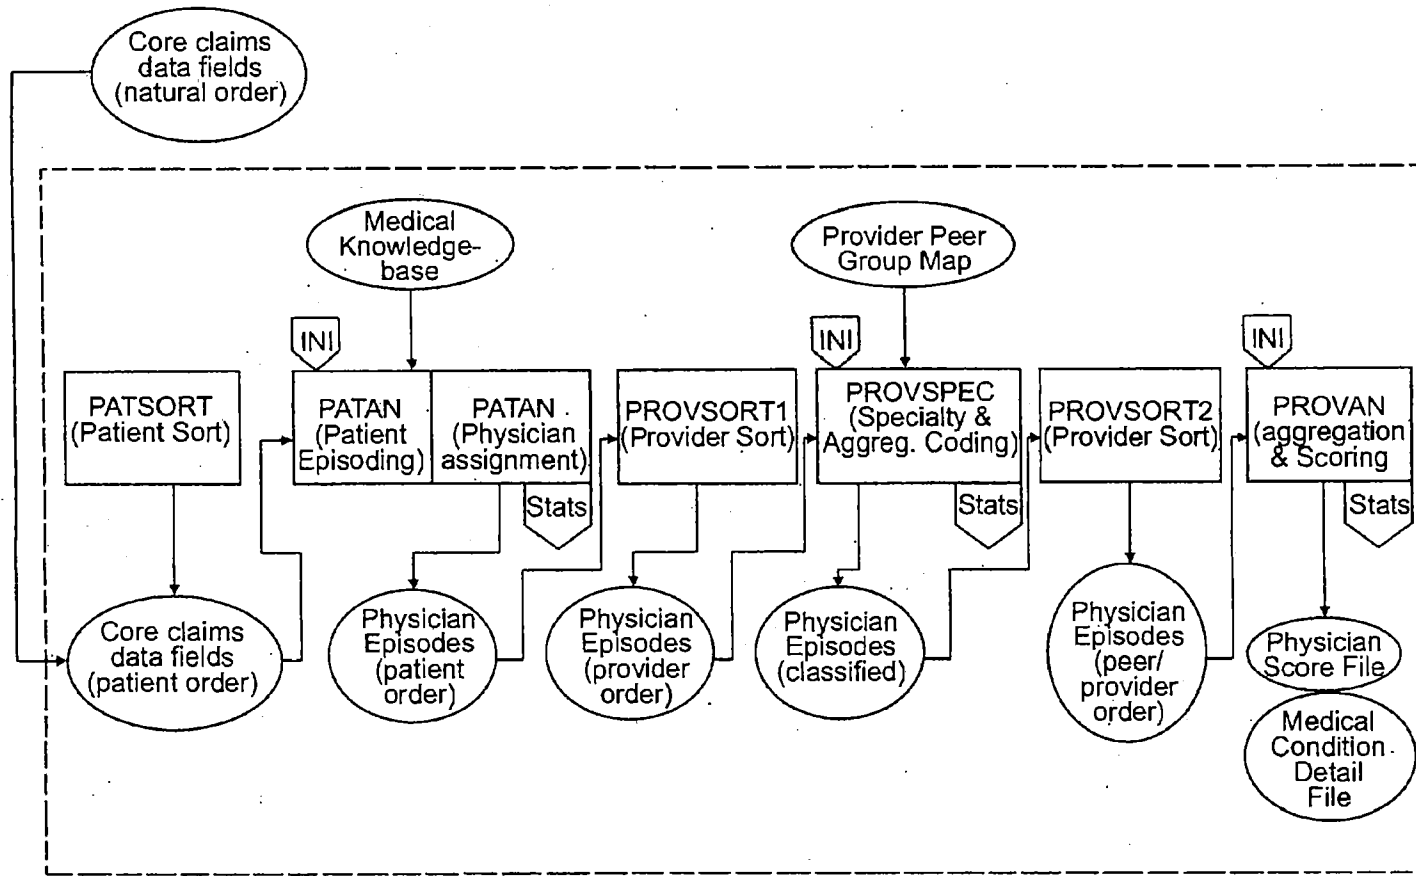 Core claims
data fields
(natural order)
Medical
Knowledge-
base
Provider Peer
Group Map
INI
INI
INI
PATSORT
(Patient Sort)
PATAN
(Patient
Episoding)
PATAN
(Physician
assignment)
Stats
PROVSORT1
(Provider Sort)
PROVSPEC
(Specialty &
Aggreg. Coding)
Stats
PROVSORT2
(Provider Sort)
PROVAN
(aggregation
& Scoring
Stats
Core claims
data fields
(patient order)
Physician
Episodes
(patient
order)
Physician
Episodes
(provider
order)
Physician
Episodes
(classified)
Physician
Episodes
(peer/
provider
order)
Physician
Score File
Medical
Condition
Detail
File